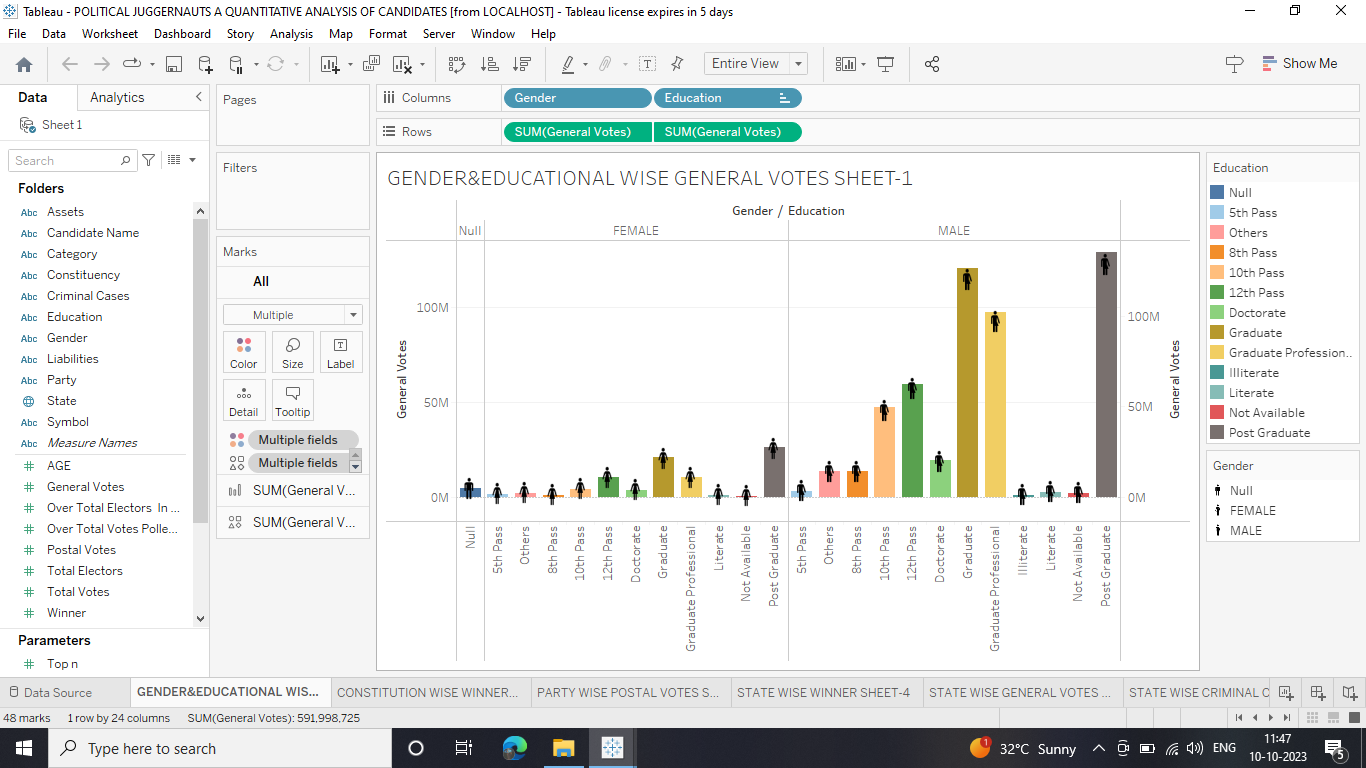 Tableau - POLITICAL JUGGERNAUTS A QUANTITATIVE ANALYSIS OF CANDIDATES [from LOCALHOST] - Tableau license expires in 5 days
File Data Worksheet Dashboard Story Analysis Map Format Server Window Help
Entire View
Show Me
Data Analytics
Sheet 1
Search
Folders
Abc Assets
Abc Candidate Name
Abc Category
Abc Constituency
Abc Criminal Cases
Abc Education
Abc Gender
Abc Liabilities
Abc Party
State
Abc Symbol
Abc Measure Names
# AGE
# General Votes
# Over Total Electors In ...
# Over Total Votes Polle...
# Postal Votes
# Total Electors
# Total Votes
# Winner
Parameters
# Top n
Pages
Filters
Marks
All
Multiple
Color Size Label
Detail Tooltip
Multiple fields
Multiple fields
SUM(General V...
SUM(General V...
Columns Gender Education
Rows SUM(General Votes) SUM(General Votes)
GENDER&EDUCATIONAL WISE GENERAL VOTES SHEET-1
Gender / Education
Null FEMALE MALE
General Votes
100M
50M
0M
General Votes
100M
50M
0M
Null
5th Pass
Others
8th Pass
10th Pass
12th Pass
Doctorate
Graduate
Graduate Professional
Literate
Not Available
Post Graduate
5th Pass
Others
8th Pass
10th Pass
12th Pass
Doctorate
Graduate
Graduate Professional
Illiterate
Literate
Not Available
Post Graduate
Education
Null
5th Pass
Others
8th Pass
10th Pass
12th Pass
Doctorate
Graduate
Graduate Profession..
Illiterate
Literate
Not Available
Post Graduate
Gender
Null
FEMALE
MALE
Data Source GENDER&EDUCATIONAL WIS... CONSTITUTION WISE WINNER... PARTY WISE POSTAL VOTES S... STATE WISE WINNER SHEET-4 STATE WISE GENERAL VOTES ... STATE WISE CRIMINAL C
48 marks 1 row by 24 columns SUM(General Votes): 591,998,725
Type here to search
1
32°C Sunny
ENG
11:47
10-10-2023
5